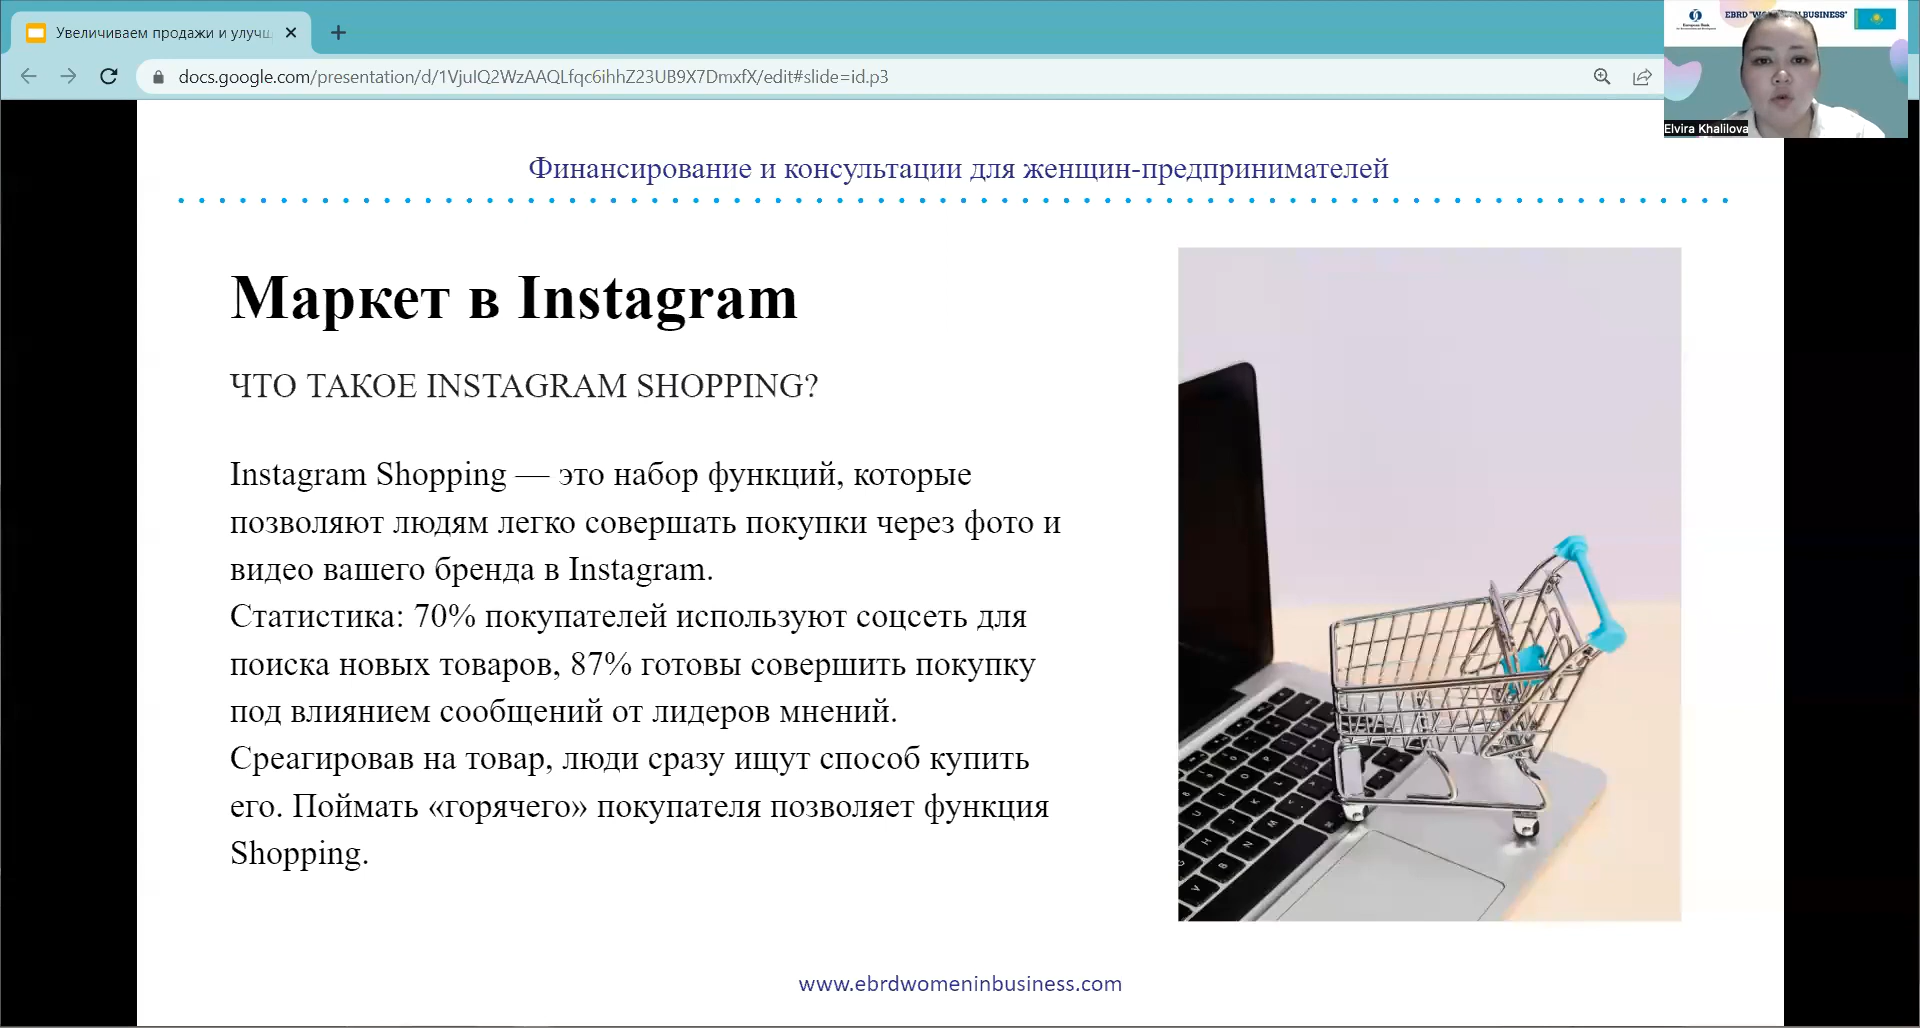 Увеличиваем продажи и улучш
docs.google.com/presentation/d/1VjuIQ2WzAAQLfqc6ihhZ23UB9X7DmxfX/edit#slide=id.p3
EBRD "W BUSINESS"
European Bank
Elvira Khalilova
Финансирование и консультации для женщин-предпринимателей
Маркет в Instagram
ЧТО ТАКОЕ INSTAGRAM SHOPPING?
Instagram Shopping — это набор функций, которые
позволяют людям легко совершать покупки через фото и
видео вашего бренда в Instagram.
Статистика: 70% покупателей используют соцсеть для
поиска новых товаров, 87% готовы совершить покупку
под влиянием сообщений от лидеров мнений.
Среагировав на товар, люди сразу ищут способ купить
его. Поймать «горячего» покупателя позволяет функция
Shopping.
www.ebrdwomeninbusiness.com